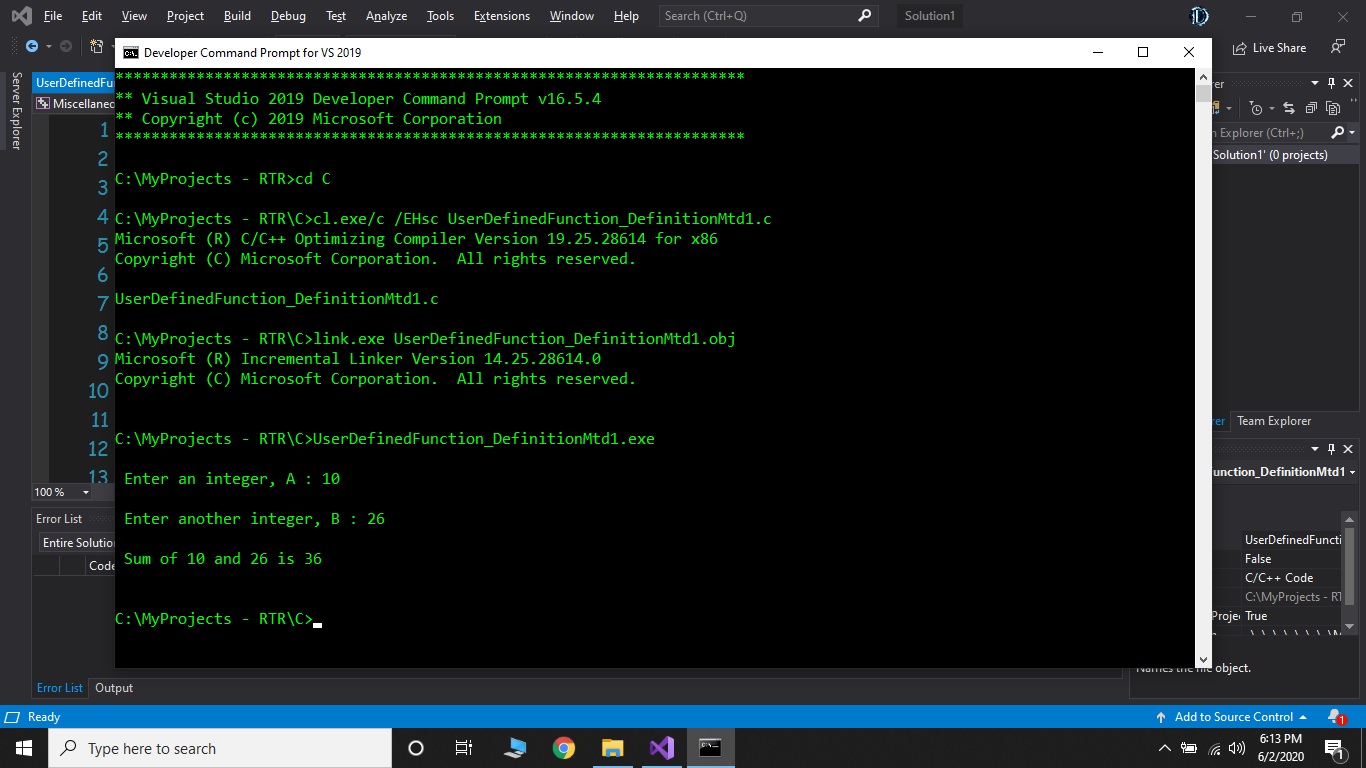 File Edit View Project Build Debug Test Analyze Tools Extensions Window Help Search (Ctrl+Q) Solution1
Live Share
Developer Command Prompt for VS 2019
Server Explorer
UserDefinedFu
Miscellaneo
1
2
3
4
5
6
7
8
9
10
11
12
13
100 %
**********************************************************************
** Visual Studio 2019 Developer Command Prompt v16.5.4
** Copyright (c) 2019 Microsoft Corporation
**********************************************************************
C:\MyProjects - RTR>cd C
C:\MyProjects - RTR\C>cl.exe/c /EHsc UserDefinedFunction_DefinitionMtd1.c
Microsoft (R) C/C++ Optimizing Compiler Version 19.25.28614 for x86
Copyright (C) Microsoft Corporation.  All rights reserved.
UserDefinedFunction_DefinitionMtd1.c
C:\MyProjects - RTR\C>link.exe UserDefinedFunction_DefinitionMtd1.obj
Microsoft (R) Incremental Linker Version 14.25.28614.0
Copyright (C) Microsoft Corporation.  All rights reserved.
C:\MyProjects - RTR\C>UserDefinedFunction_DefinitionMtd1.exe
Enter an integer, A : 10
Enter another integer, B : 26
Sum of 10 and 26 is 36
C:\MyProjects - RTR\C>
rer
n Explorer (Ctrl+;)
Solution1' (0 projects)
rer Team Explorer
unction_DefinitionMtd1
UserDefinedFuncti
False
C/C++ Code
C:\MyProjects - RT
Proje True
Names the file object.
Error List
Entire Solutio
Code
Error List Output
Ready
Add to Source Control 1
Type here to search
6:13 PM
6/2/2020
1